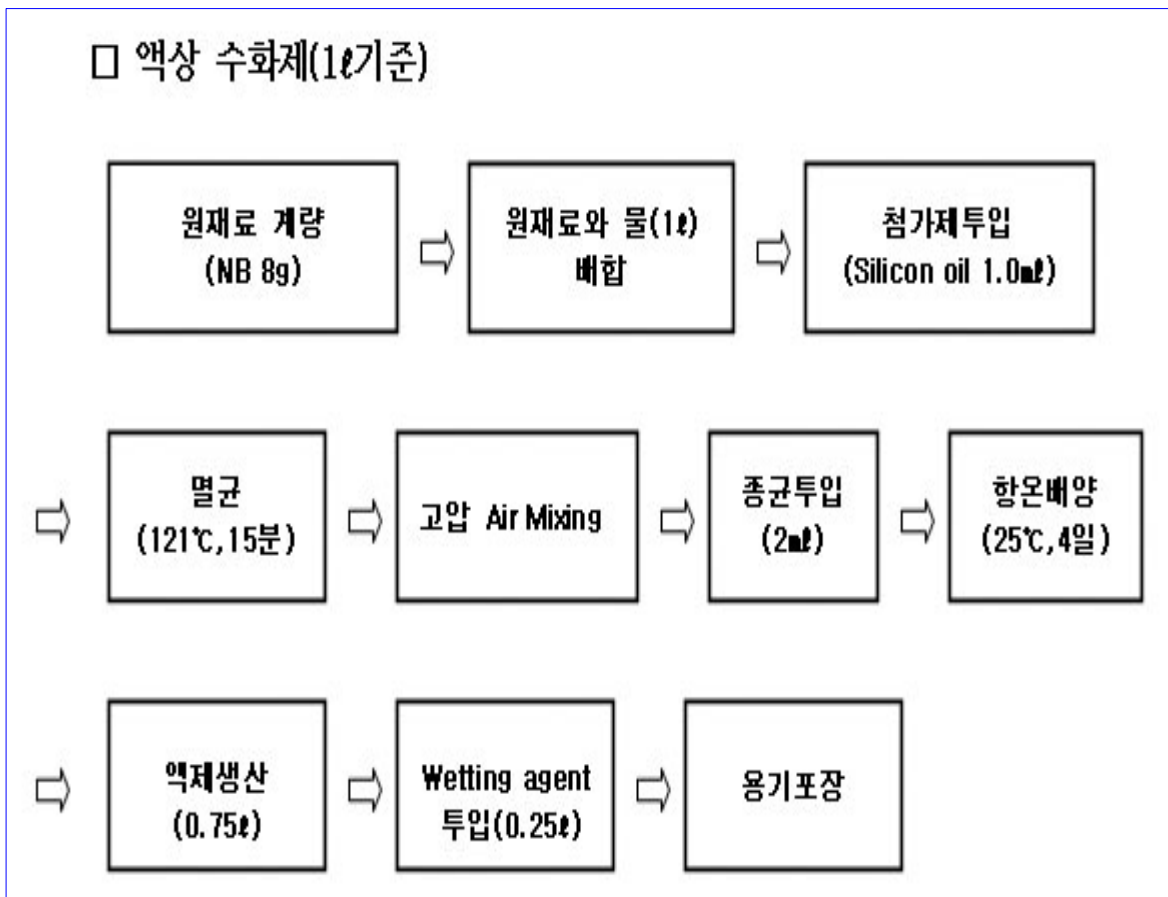 □ 액상 수화제(1ℓ기준)
원재료 계량
(NB 8g)
원재료와 물(1ℓ)
배합
첨가제투입
(Silicon oil 1.0㎖)
멸균
(121℃,15분)
고압 Air Mixing
종균투입
(2㎖)
항온배양
(25℃,4일)
액제생산
(0.75ℓ)
Wetting agent
투입(0.25ℓ)
용기포장